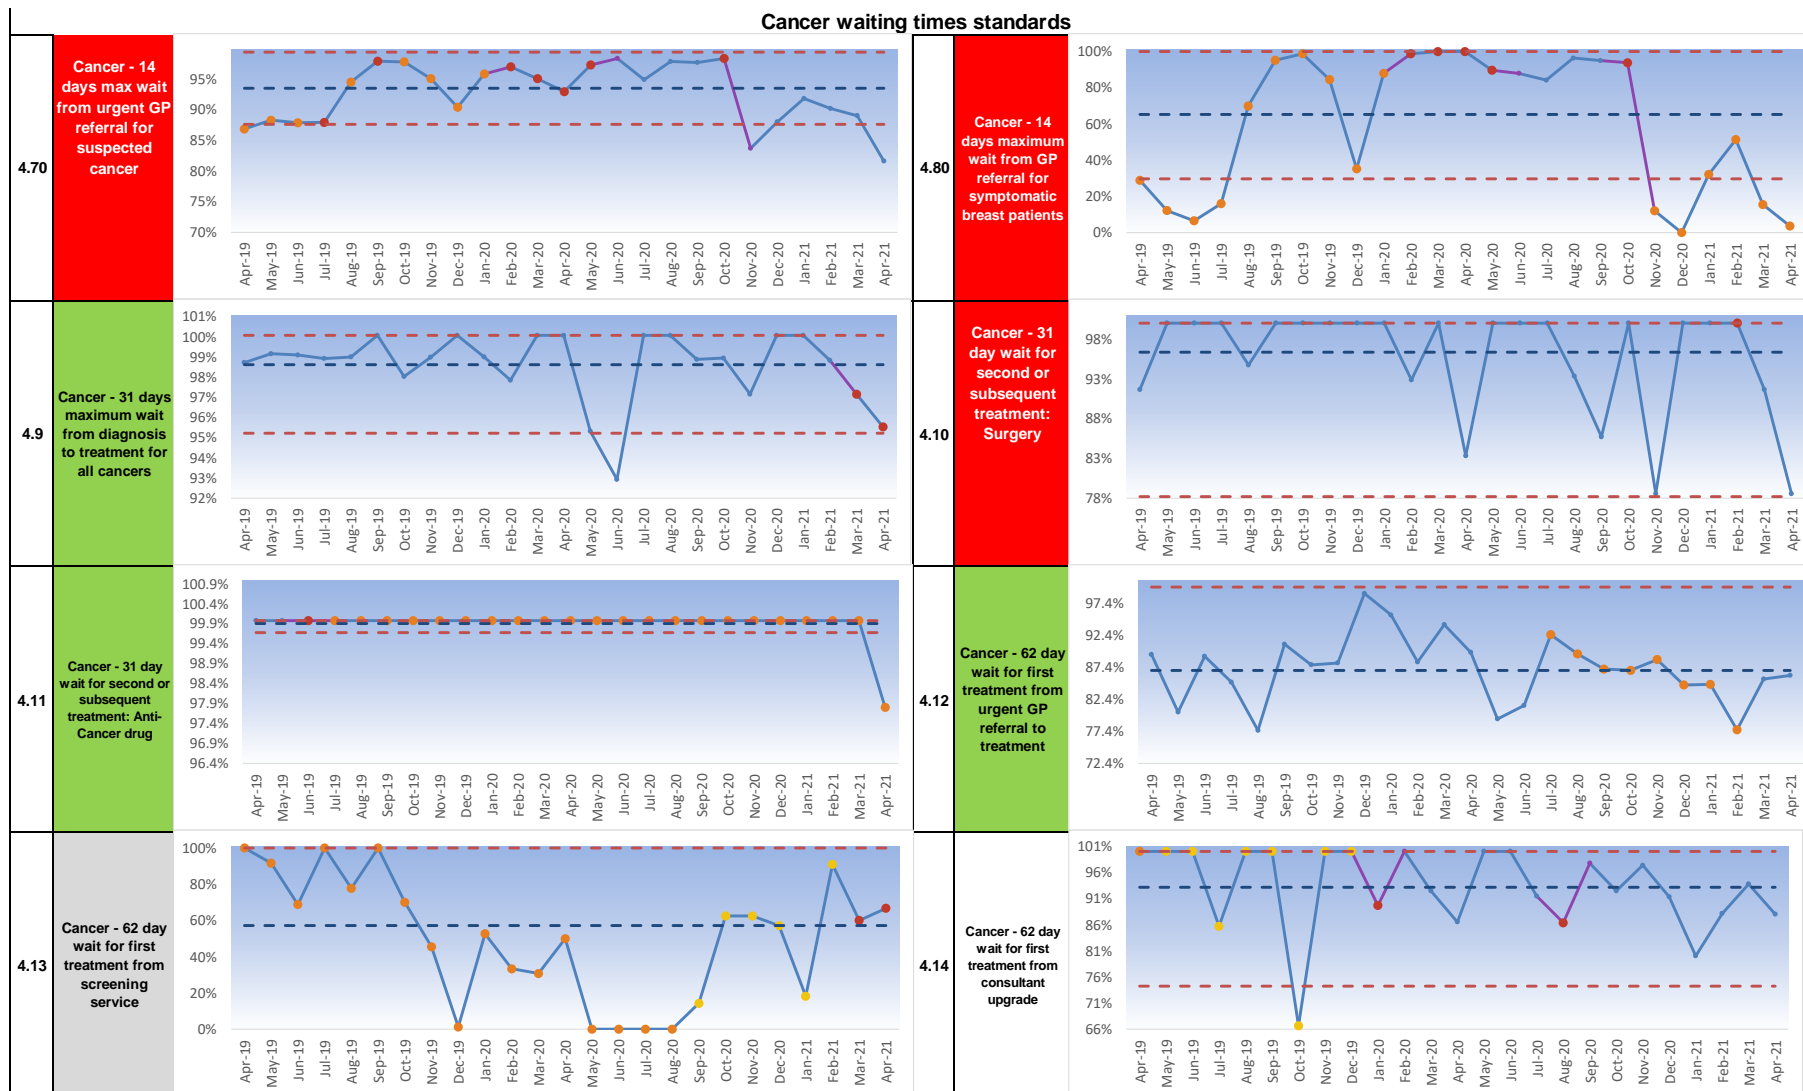 Cancer waiting times standards
4.70
Cancer - 14
days max wait
from urgent GP
referral for
suspected
cancer
95%
90%
85%
80%
75%
70%
Apr-19
May-19
Jun-19
Jul-19
Aug-19
Sep-19
Oct-19
Nov-19
Dec-19
Jan-20
Feb-20
Mar-20
Apr-20
May-20
Jun-20
Jul-20
Aug-20
Sep-20
Oct-20
Nov-20
Dec-20
Jan-21
Feb-21
Mar-21
Apr-21
4.80
Cancer - 14
days maximum
wait from GP
referral for
symptomatic
breast patients
100%
80%
60%
40%
20%
0%
Apr-19
May-19
Jun-19
Jul-19
Aug-19
Sep-19
Oct-19
Nov-19
Dec-19
Jan-20
Feb-20
Mar-20
Apr-20
May-20
Jun-20
Jul-20
Aug-20
Sep-20
Oct-20
Nov-20
Dec-20
Jan-21
Feb-21
Mar-21
Apr-21
4.9
Cancer - 31 days
maximum wait
from diagnosis
to treatment for
all cancers
101%
100%
99%
98%
97%
96%
95%
94%
93%
92%
Apr-19
May-19
Jun-19
Jul-19
Aug-19
Sep-19
Oct-19
Nov-19
Dec-19
Jan-20
Feb-20
Mar-20
Apr-20
May-20
Jun-20
Jul-20
Aug-20
Sep-20
Oct-20
Nov-20
Dec-20
Jan-21
Feb-21
Mar-21
Apr-21
4.10
Cancer - 31
day wait for
second or
subsequent
treatment:
Surgery
98%
93%
88%
83%
78%
Apr-19
May-19
Jun-19
Jul-19
Aug-19
Sep-19
Oct-19
Nov-19
Dec-19
Jan-20
Feb-20
Mar-20
Apr-20
May-20
Jun-20
Jul-20
Aug-20
Sep-20
Oct-20
Nov-20
Dec-20
Jan-21
Feb-21
Mar-21
Apr-21
4.11
Cancer - 31 day
wait for second or
subsequent
treatment: Anti-
Cancer drug
100.9%
100.4%
99.9%
99.4%
98.9%
98.4%
97.9%
97.4%
96.9%
96.4%
Apr-19
May-19
Jun-19
Jul-19
Aug-19
Sep-19
Oct-19
Nov-19
Dec-19
Jan-20
Feb-20
Mar-20
Apr-20
May-20
Jun-20
Jul-20
Aug-20
Sep-20
Oct-20
Nov-20
Dec-20
Jan-21
Feb-21
Mar-21
Apr-21
4.12
Cancer - 62 day
wait for first
treatment from
urgent GP
referral to
treatment
97.4%
92.4%
87.4%
82.4%
77.4%
72.4%
Apr-19
May-19
Jun-19
Jul-19
Aug-19
Sep-19
Oct-19
Nov-19
Dec-19
Jan-20
Feb-20
Mar-20
Apr-20
May-20
Jun-20
Jul-20
Aug-20
Sep-20
Oct-20
Nov-20
Dec-20
Jan-21
Feb-21
Mar-21
Apr-21
4.13
Cancer - 62 day
wait for first
treatment from
screening
service
100%
80%
60%
40%
20%
0%
Apr-19
May-19
Jun-19
Jul-19
Aug-19
Sep-19
Oct-19
Nov-19
Dec-19
Jan-20
Feb-20
Mar-20
Apr-20
May-20
Jun-20
Jul-20
Aug-20
Sep-20
Oct-20
Nov-20
Dec-20
Jan-21
Feb-21
Mar-21
Apr-21
4.14
Cancer - 62 day
wait for first
treatment from
consultant
upgrade
101%
96%
91%
86%
81%
76%
71%
66%
Apr-19
May-19
Jun-19
Jul-19
Aug-19
Sep-19
Oct-19
Nov-19
Dec-19
Jan-20
Feb-20
Mar-20
Apr-20
May-20
Jun-20
Jul-20
Aug-20
Sep-20
Oct-20
Nov-20
Dec-20
Jan-21
Feb-21
Mar-21
Apr-21